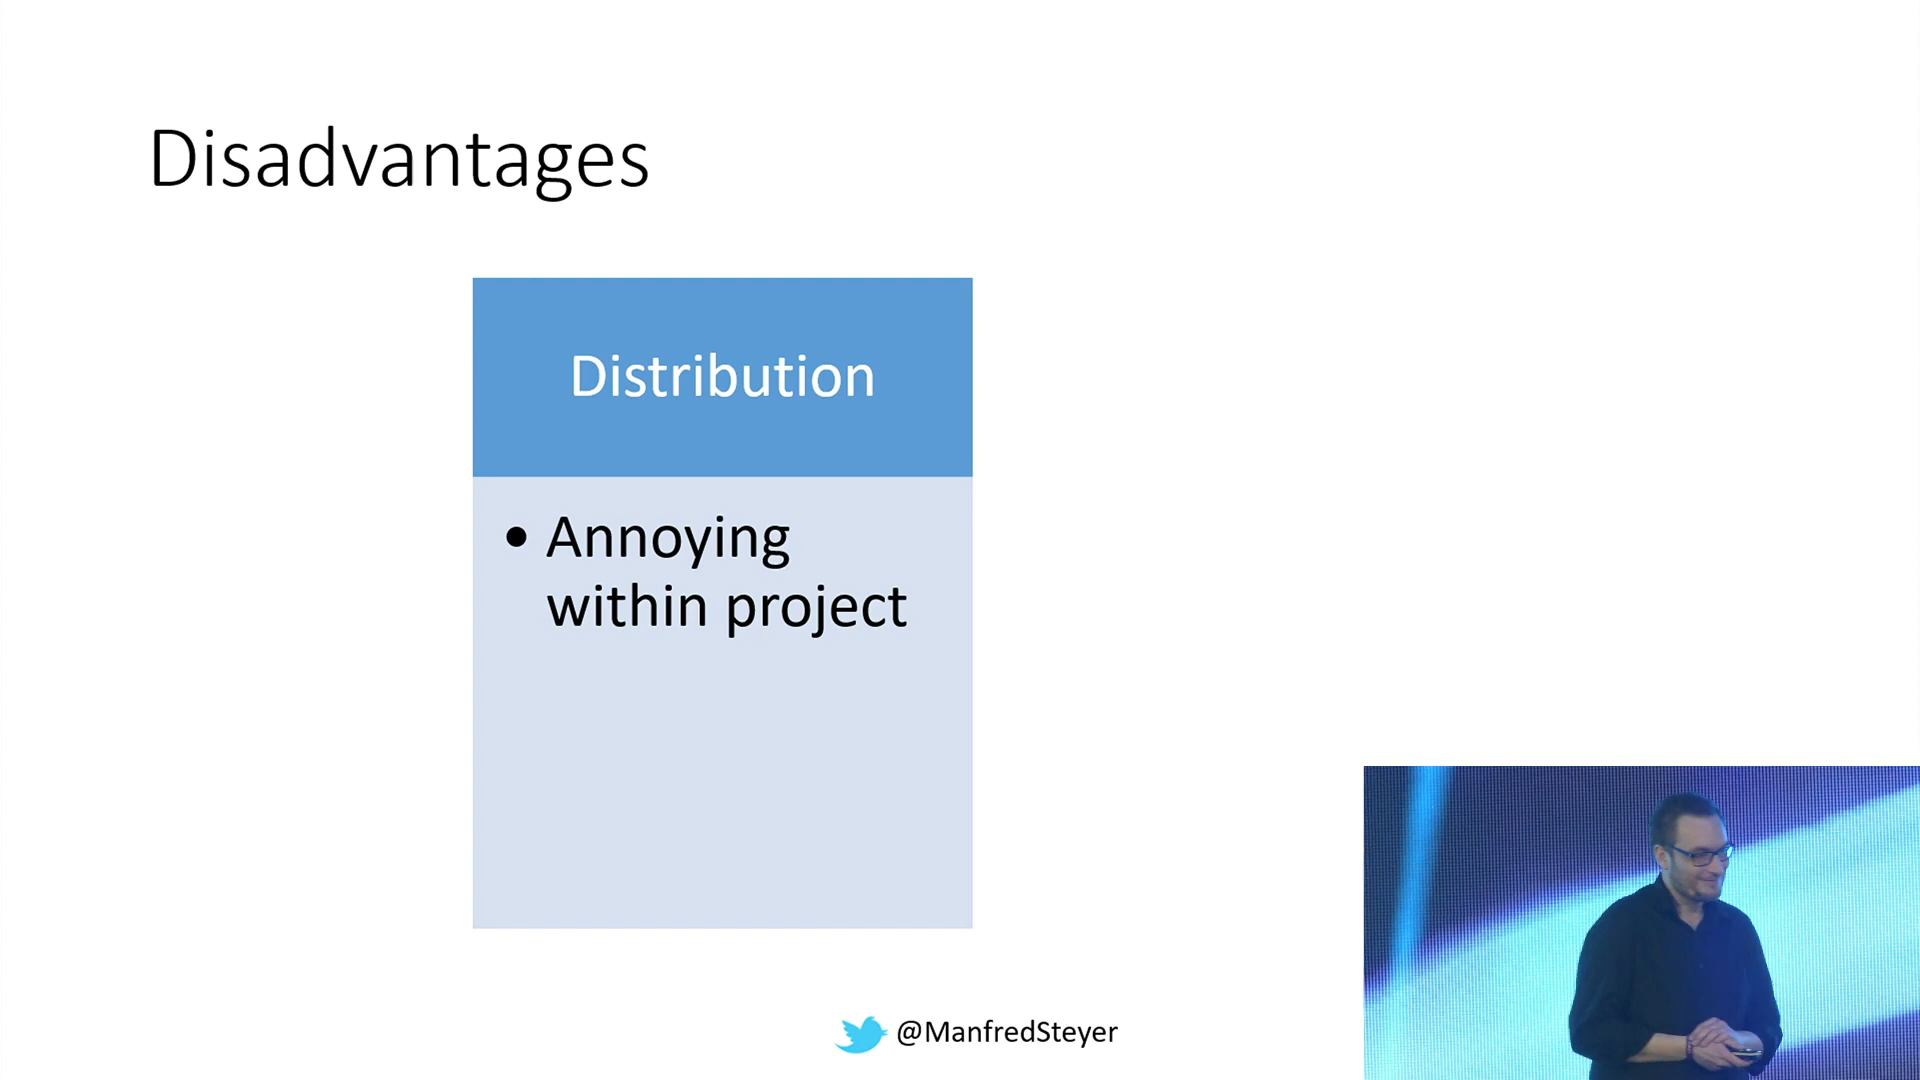 Disadvantages
Distribution
• Annoying
within project
@ManfredSteyer